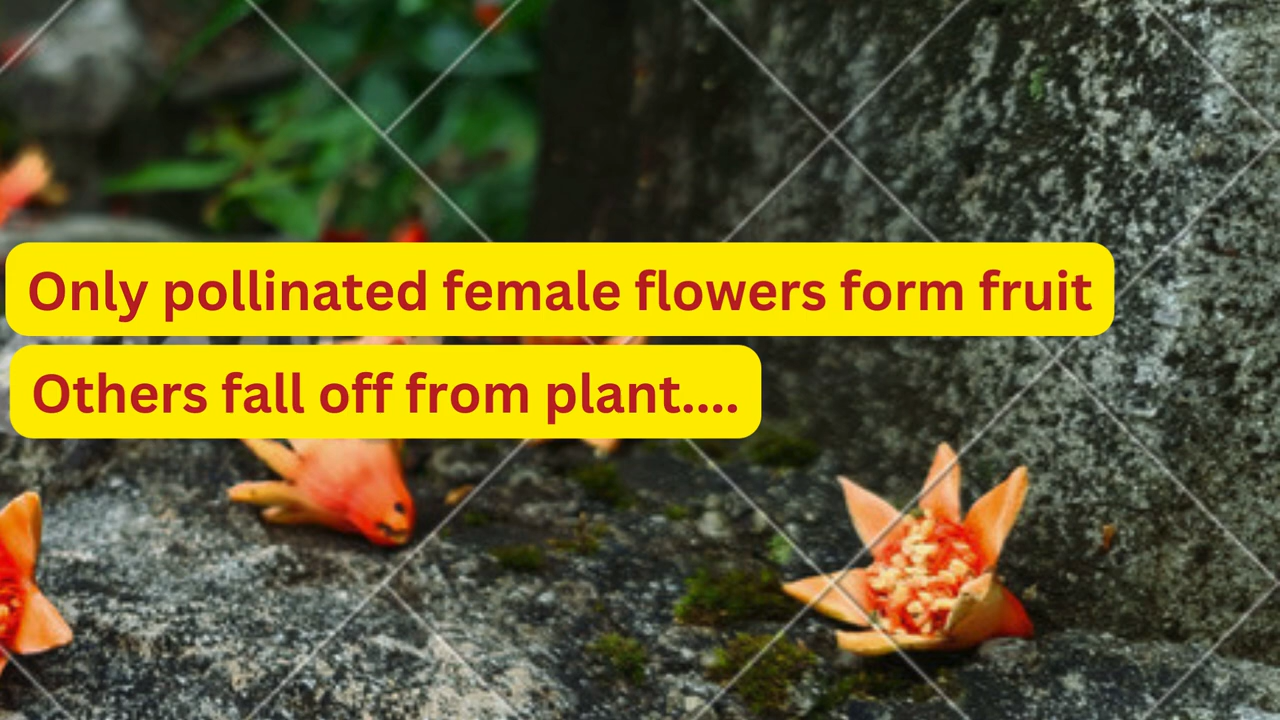 Only pollinated female flowers form fruit
Others fall off from plant....